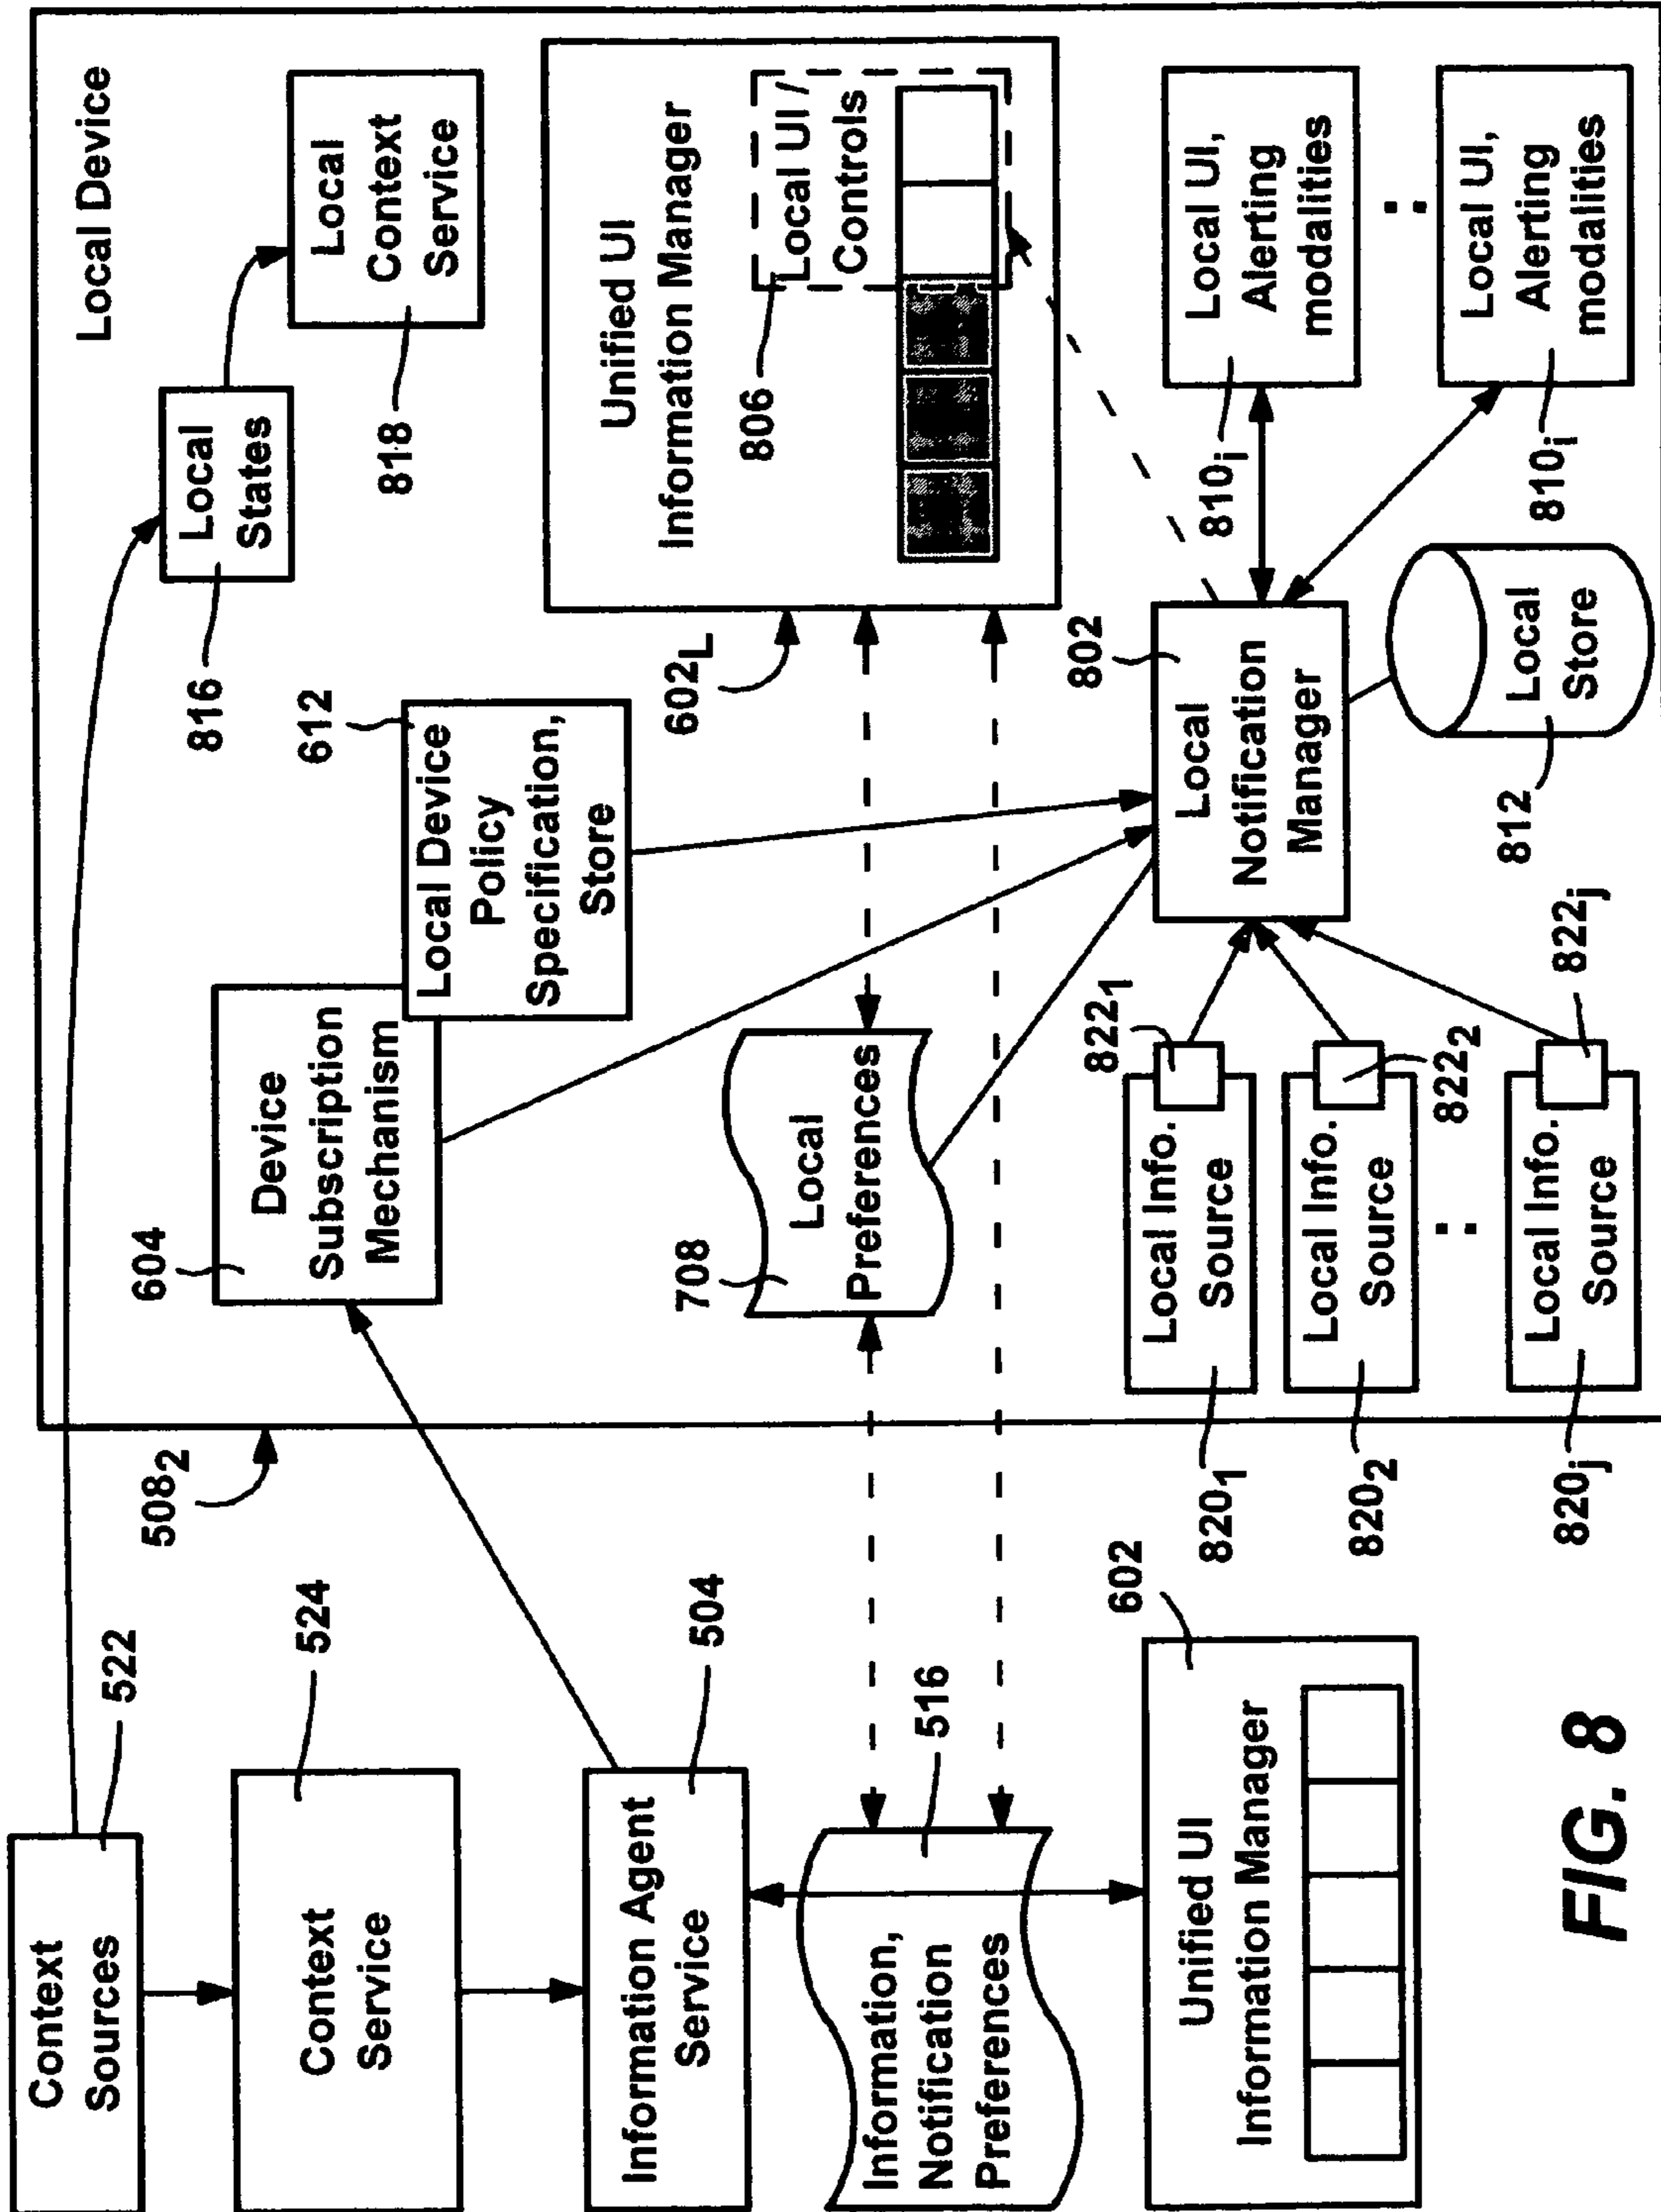 Context
Sources
522
Context
Service
524
Information Agent
Service
504
Information,
Notification
Preferences
516
Unified UI
Information Manager
602
508₂
Local Device
Local
States
816
Local
Context
Service
818
Device
Subscription
Mechanism
604
Local Device
Policy
Specification,
Store
612
Unified UI
Information Manager
602L
Local UI /
Controls
806
Local
Preferences
708
Local
Notification
Manager
802
Local UI,
Alerting
modalities
810i
Local UI,
Alerting
modalities
810i
Local
Store
812
Local Info.
Source
820₁
822₁
Local Info.
Source
820₂
822₂
Local Info.
Source
820j
822j
FIG. 8